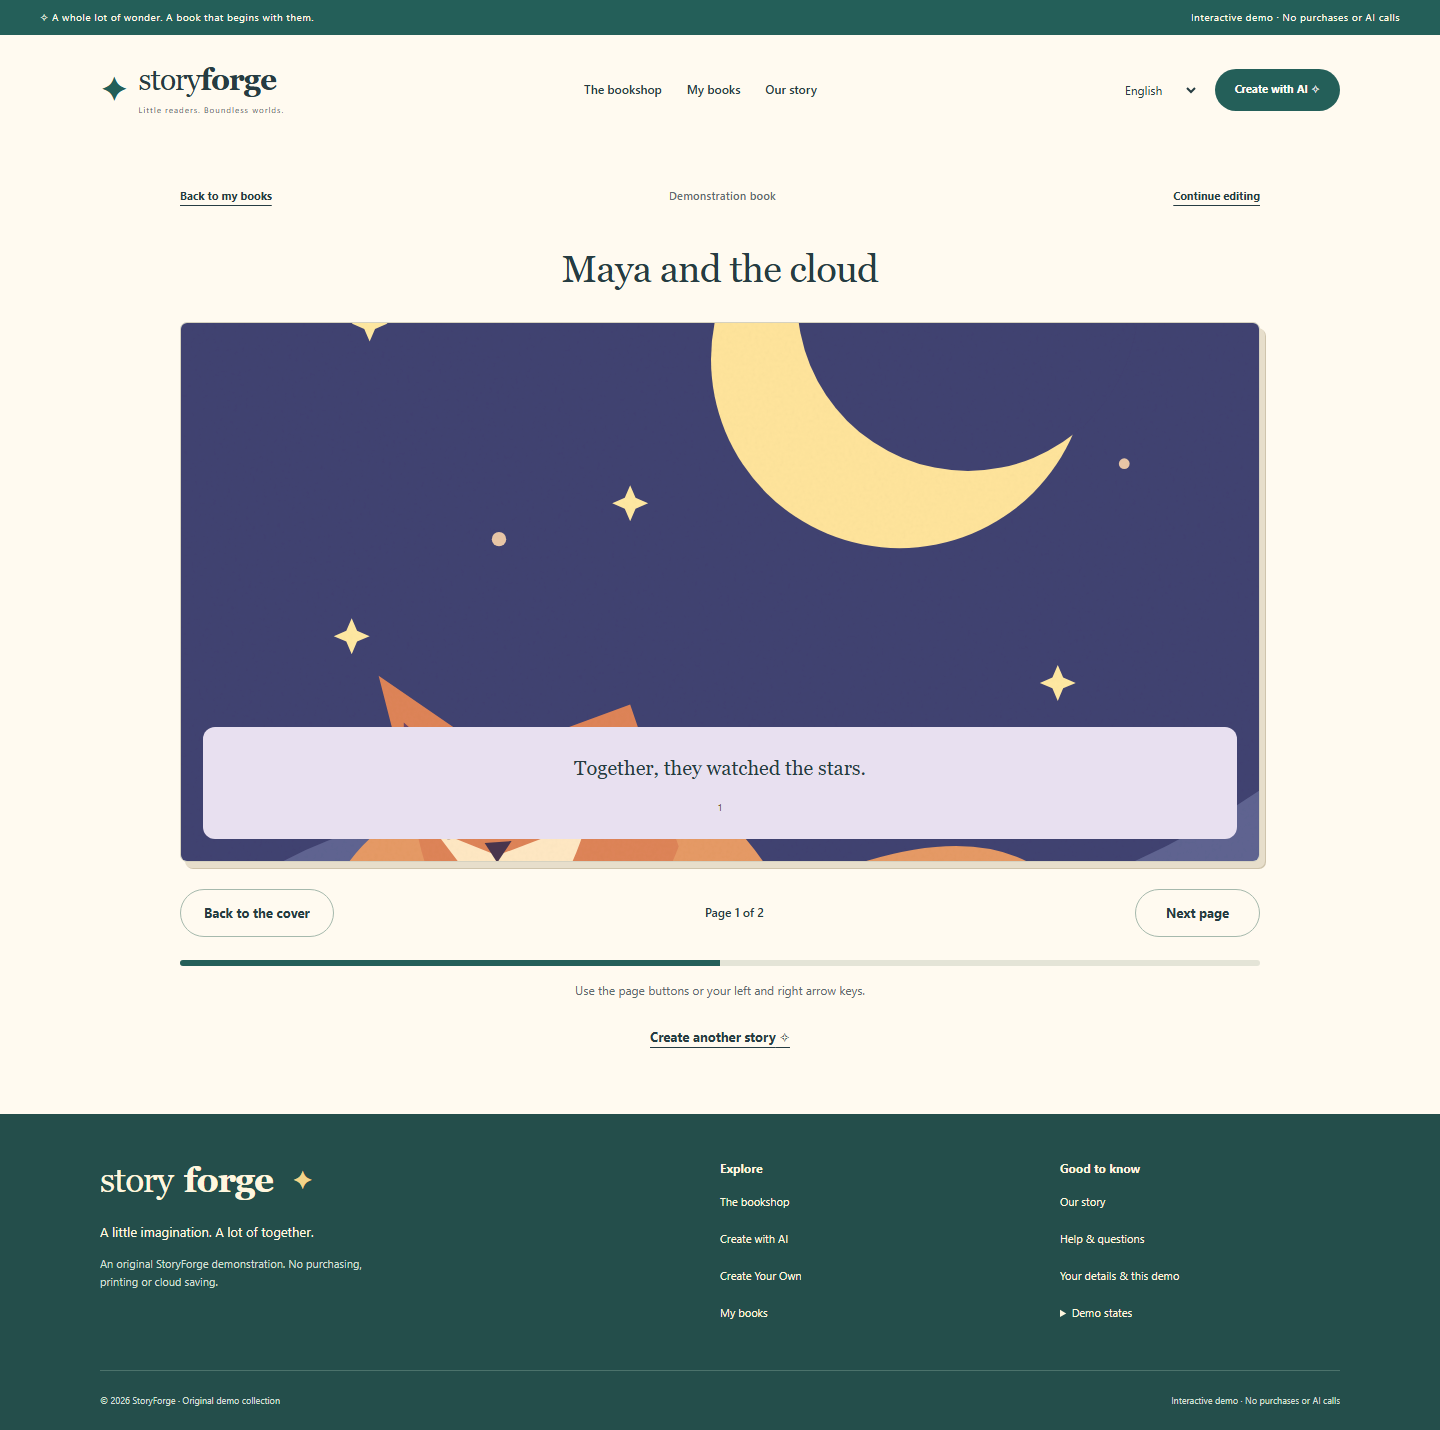 ✧ A whole lot of wonder. A book that begins with them.
Interactive demo · No purchases or AI calls
storyforge
Little readers. Boundless worlds.
The bookshop
My books
Our story
English
Create with AI ✧
Back to my books
Demonstration book
Continue editing
Maya and the cloud
Together, they watched the stars.
1
Back to the cover
Page 1 of 2
Next page
Use the page buttons or your left and right arrow keys.
Create another story ✧
story forge
A little imagination. A lot of together.
An original StoryForge demonstration. No purchasing,
printing or cloud saving.
Explore
The bookshop
Create with AI
Create Your Own
My books
Good to know
Our story
Help & questions
Your details & this demo
▶ Demo states
© 2026 StoryForge · Original demo collection
Interactive demo · No purchases or AI calls